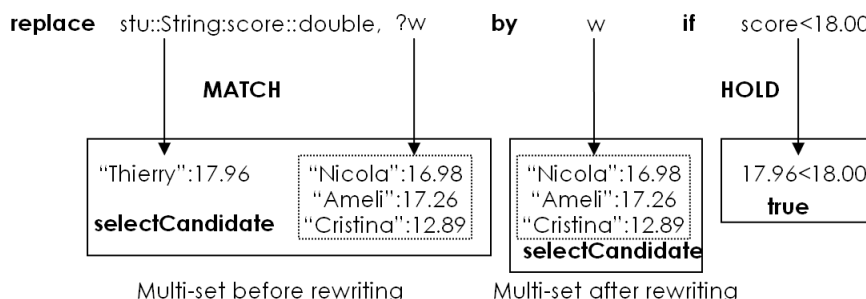 replace stu::String:score::double, ?w by w if score<18.00
MATCH HOLD
"Thierry":17.96 "Nicola":16.98 "Nicola":16.98 17.96<18.00
"Ameli":17.26 "Ameli":17.26 true
selectCandidate "Cristina":12.89 "Cristina":12.89
selectCandidate
Multi-set before rewriting Multi-set after rewriting